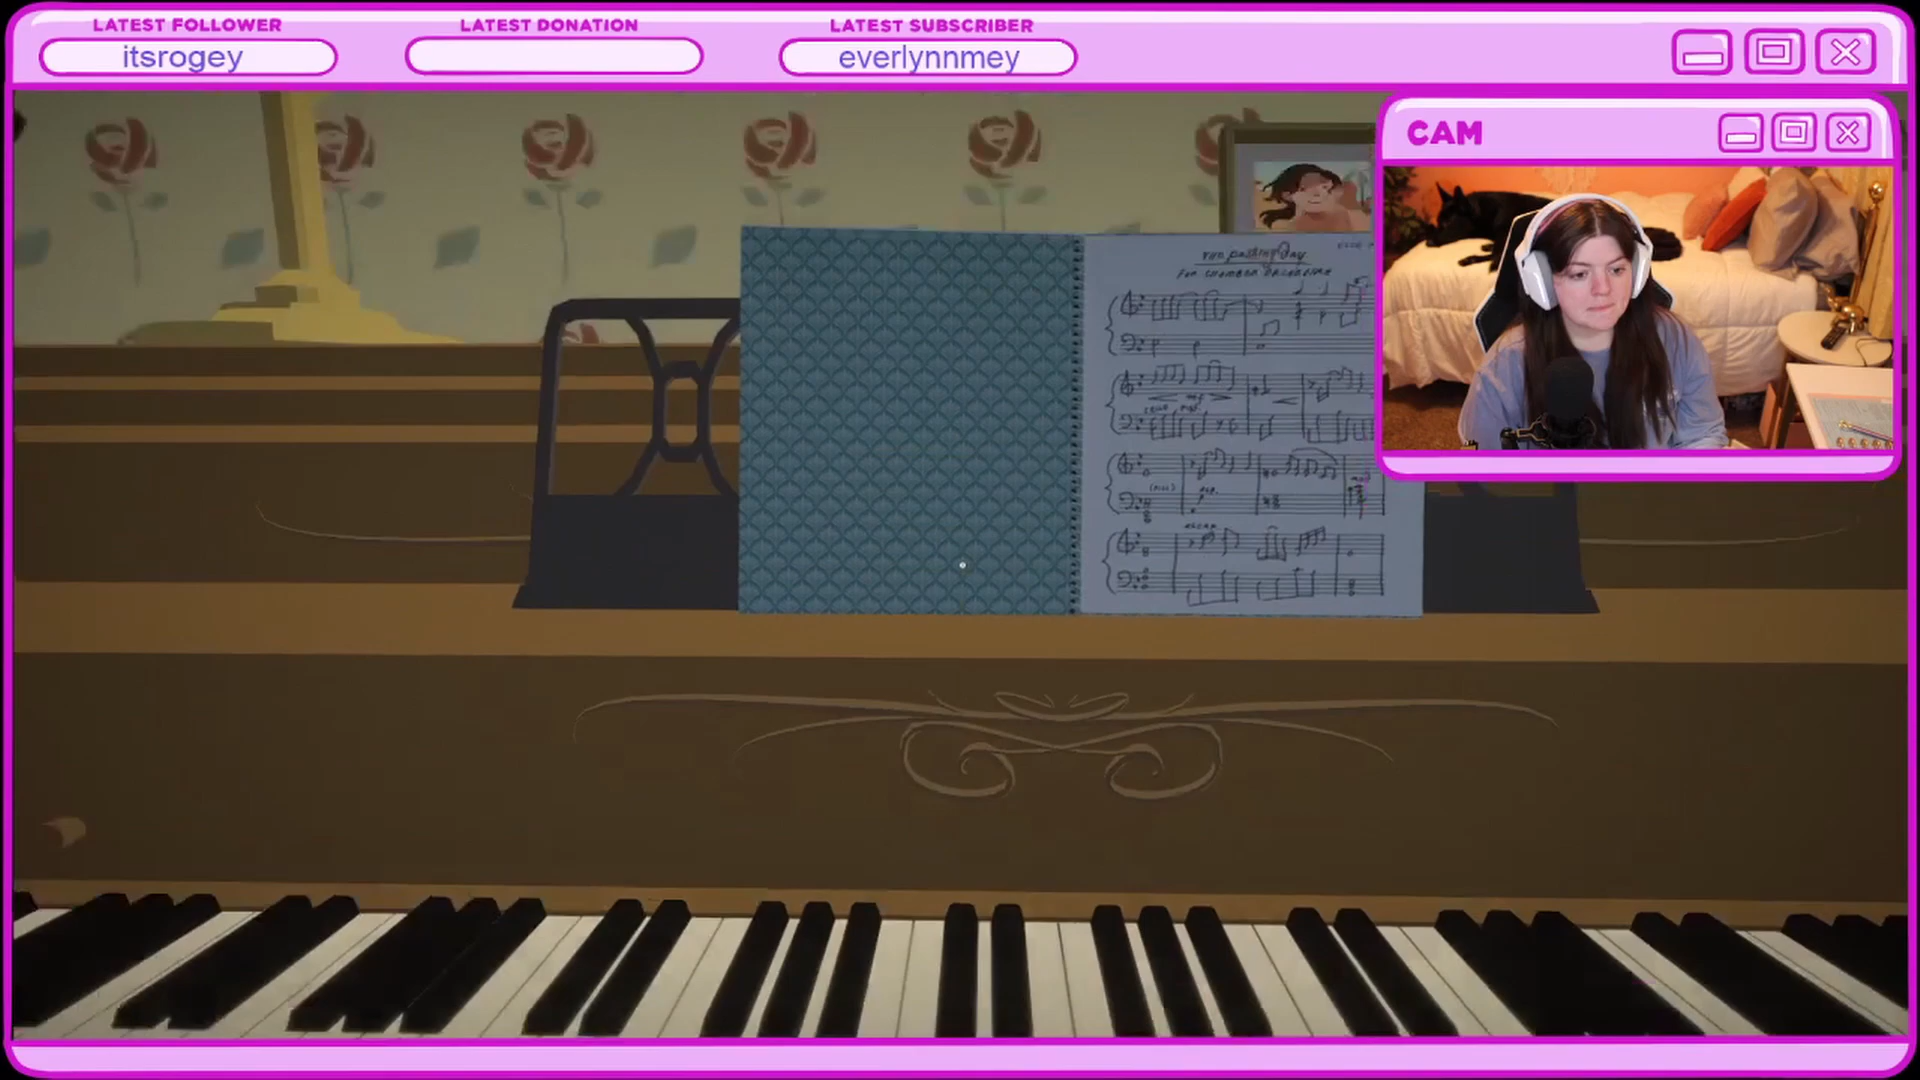 LATEST FOLLOWER
itsrogey
LATEST DONATION
LATEST SUBSCRIBER
everlynnmey
CAM